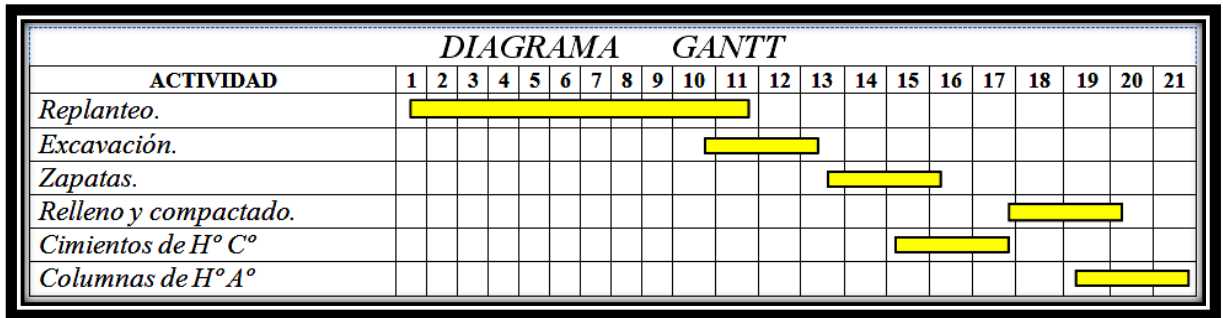 DIAGRAMA GANTT
ACTIVIDAD 1 2 3 4 5 6 7 8 9 10 11 12 13 14 15 16 17 18 19 20 21
Replanteo.
Excavación.
Zapatas.
Relleno y compactado.
Cimientos de Hº Cº
Columnas de Hº Aº